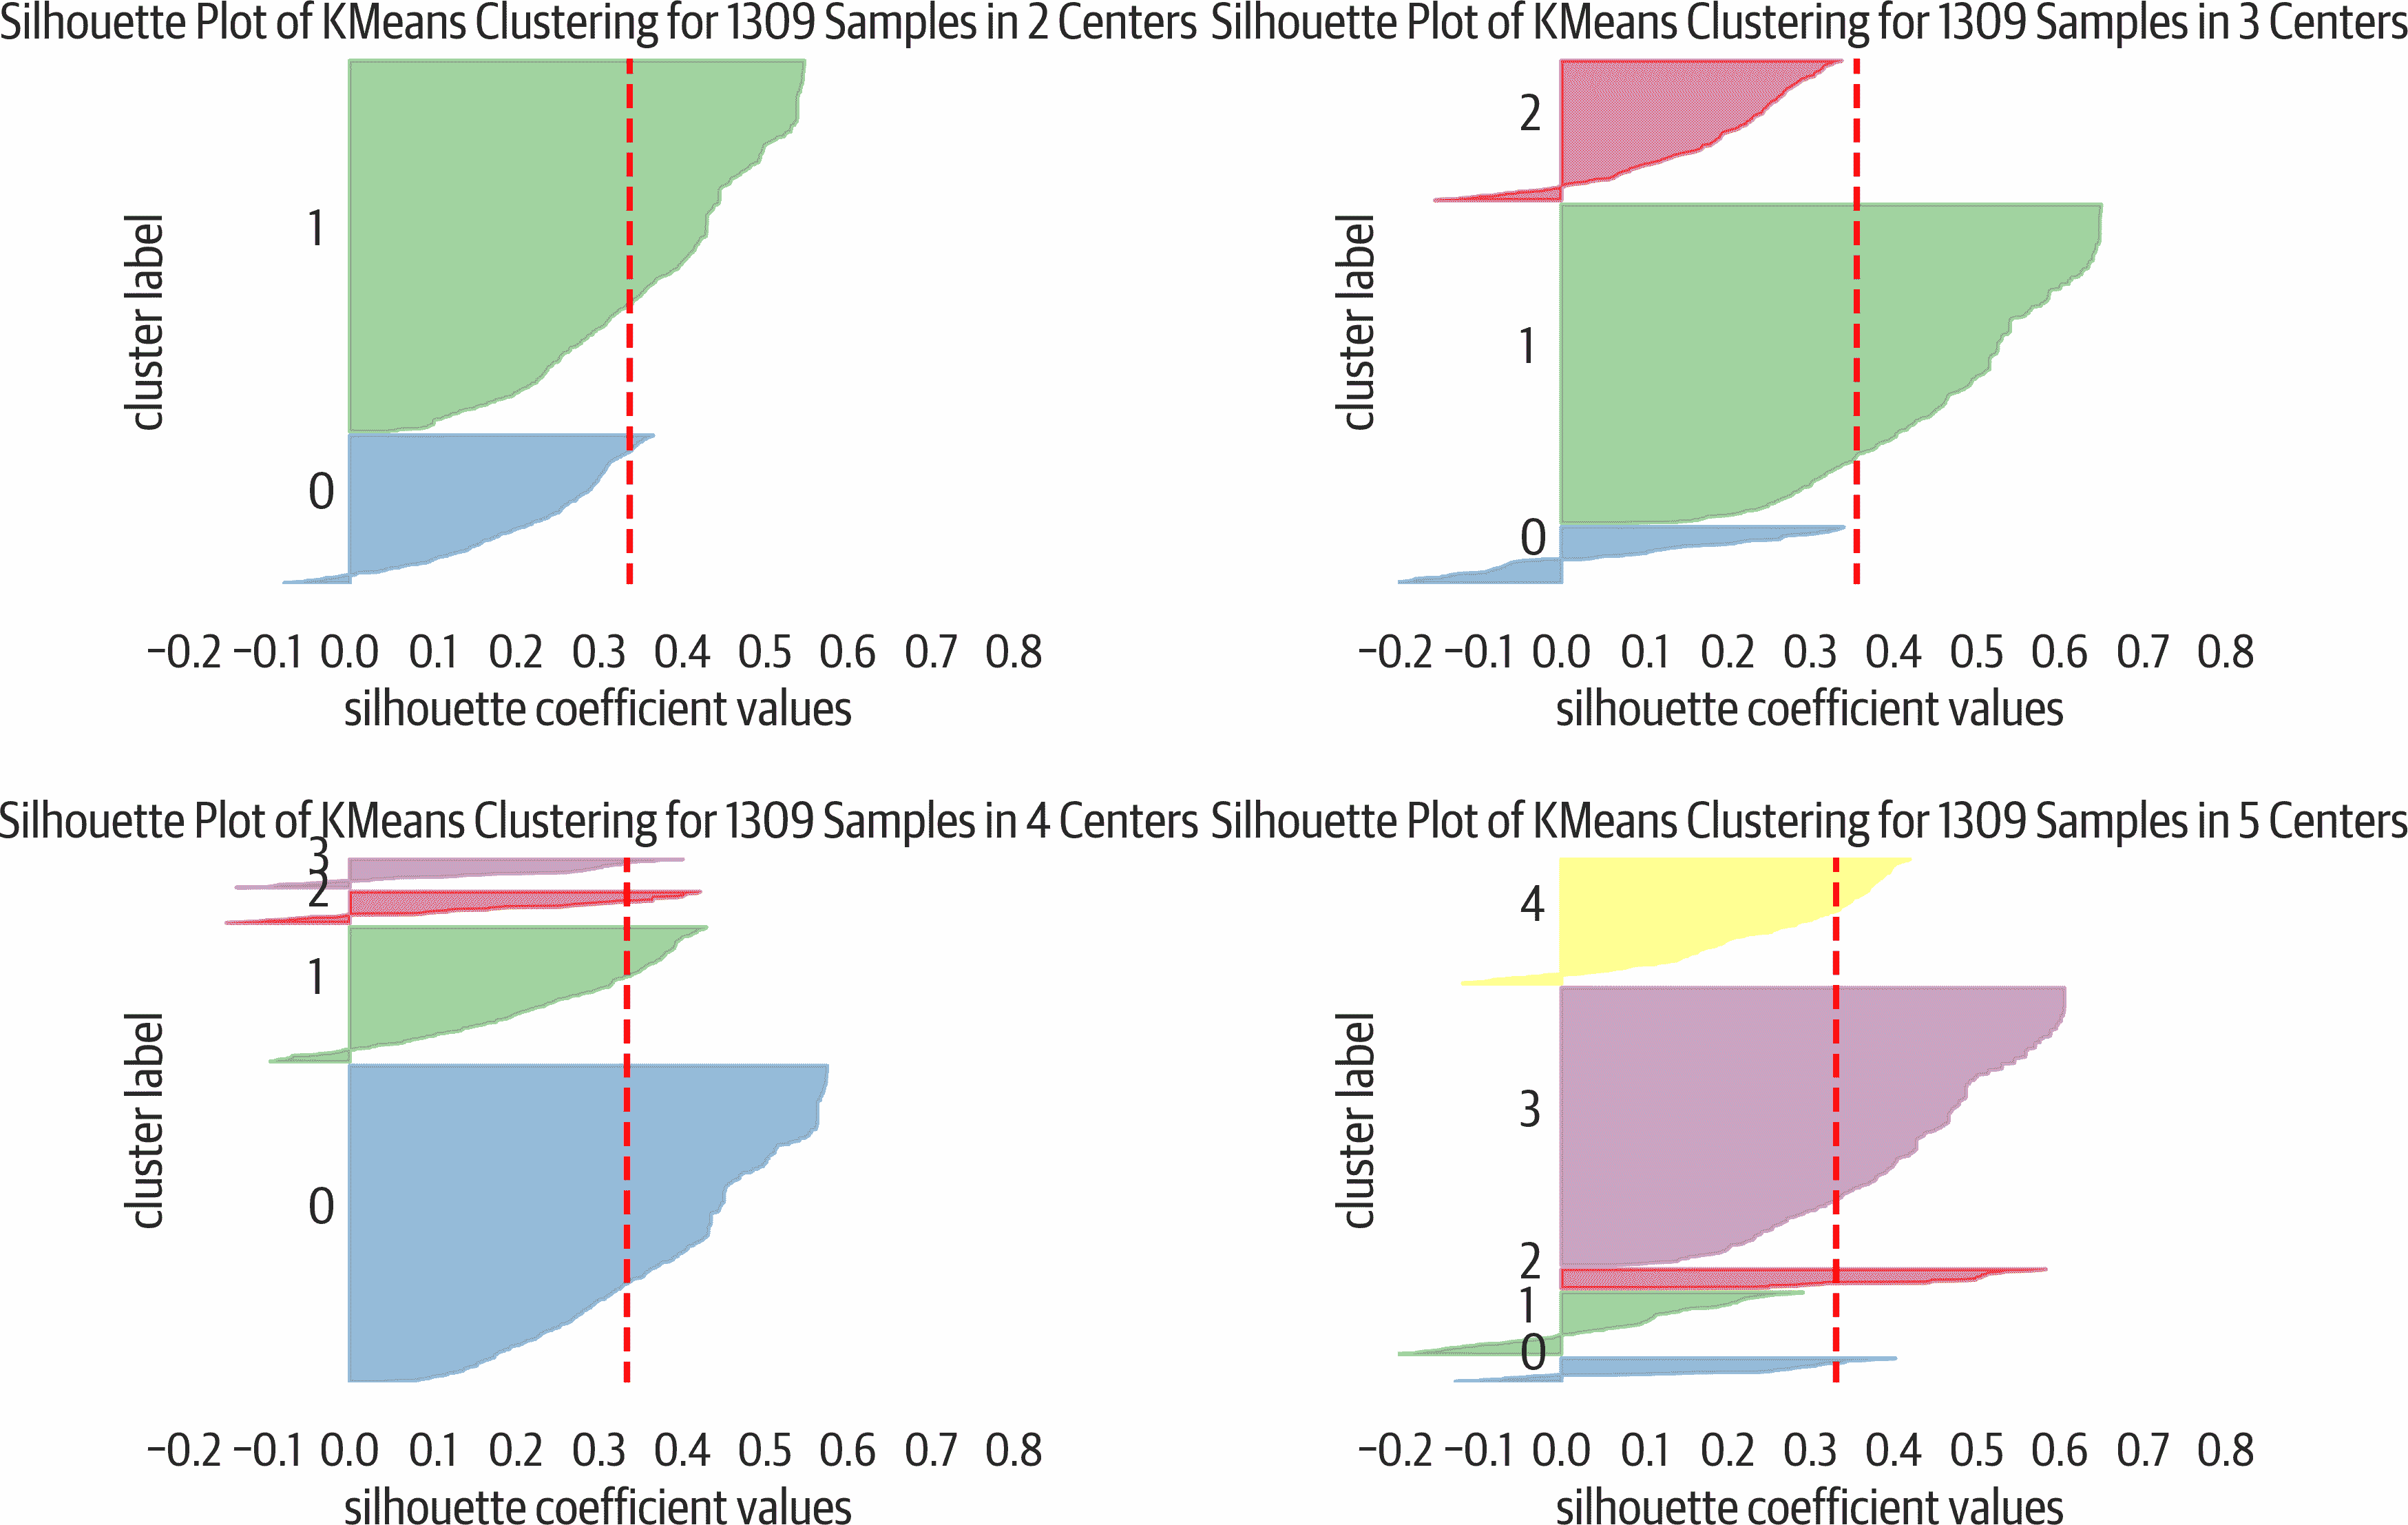 Silhouette Plot of KMeans Clustering for 1309 Samples in 2 Centers
1
0
cluster label
−0.2 −0.1 0.0 0.1 0.2 0.3 0.4 0.5 0.6 0.7 0.8
silhouette coefficient values
Silhouette Plot of KMeans Clustering for 1309 Samples in 3 Centers
2
1
0
cluster label
−0.2 −0.1 0.0 0.1 0.2 0.3 0.4 0.5 0.6 0.7 0.8
silhouette coefficient values
Silhouette Plot of KMeans Clustering for 1309 Samples in 4 Centers
3
2
1
0
cluster label
−0.2 −0.1 0.0 0.1 0.2 0.3 0.4 0.5 0.6 0.7 0.8
silhouette coefficient values
Silhouette Plot of KMeans Clustering for 1309 Samples in 5 Centers
4
3
2
1
0
cluster label
−0.2 −0.1 0.0 0.1 0.2 0.3 0.4 0.5 0.6 0.7 0.8
silhouette coefficient values